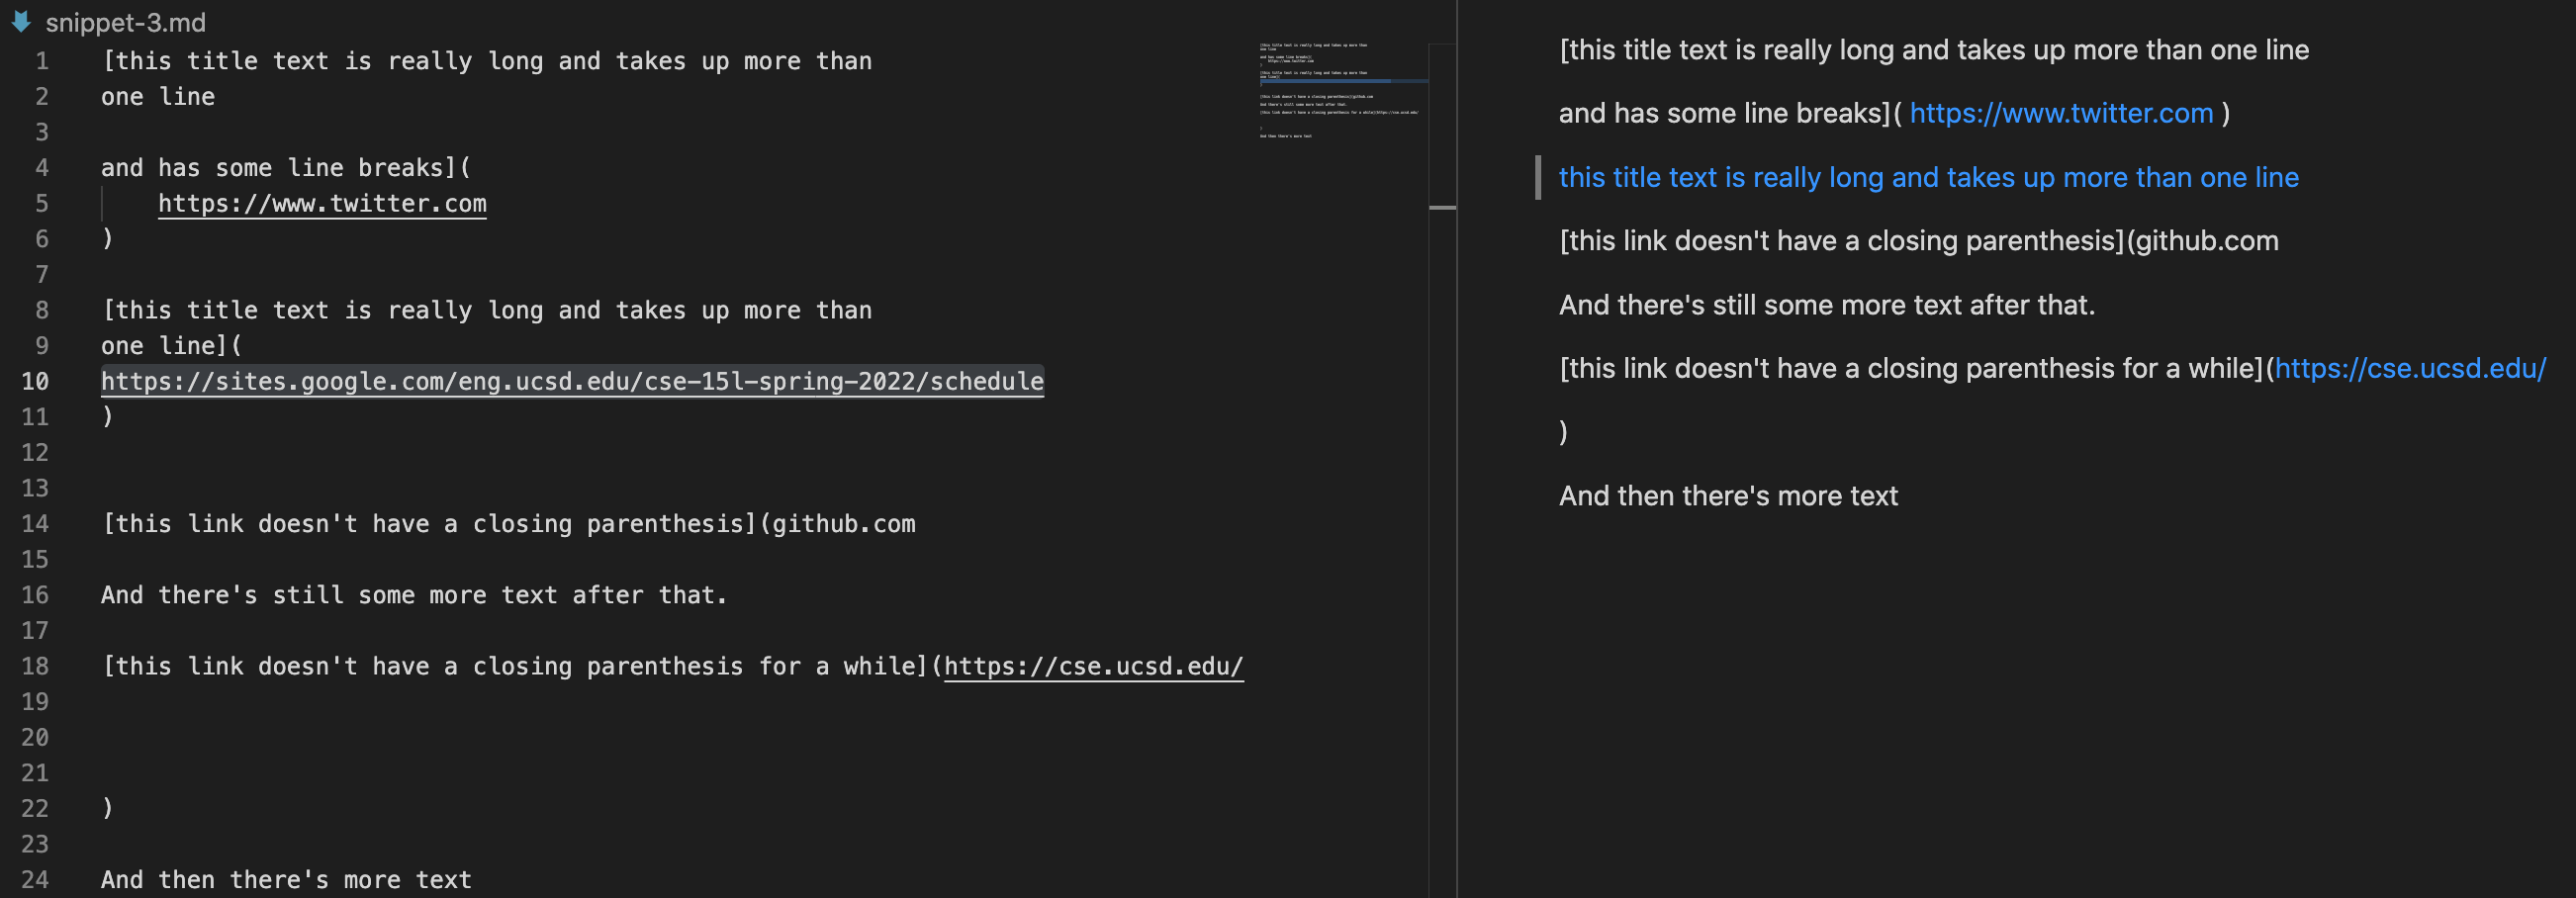 snippet-3.md
1 [this title text is really long and takes up more than
2 one line
3
4 and has some line breaks](
5     https://www.twitter.com
6 )
7
8 [this title text is really long and takes up more than
9 one line](
10 https://sites.google.com/eng.ucsd.edu/cse-15l-spring-2022/schedule
11 )
12
13
14 [this link doesn't have a closing parenthesis](github.com
15
16 And there's still some more text after that.
17
18 [this link doesn't have a closing parenthesis for a while](https://cse.ucsd.edu/
19
20
21
22 )
23
24 And then there's more text
[this title text is really long and takes up more than one line
and has some line breaks]( https://www.twitter.com )
this title text is really long and takes up more than one line
[this link doesn't have a closing parenthesis](github.com
And there's still some more text after that.
[this link doesn't have a closing parenthesis for a while](https://cse.ucsd.edu/
)
And then there's more text